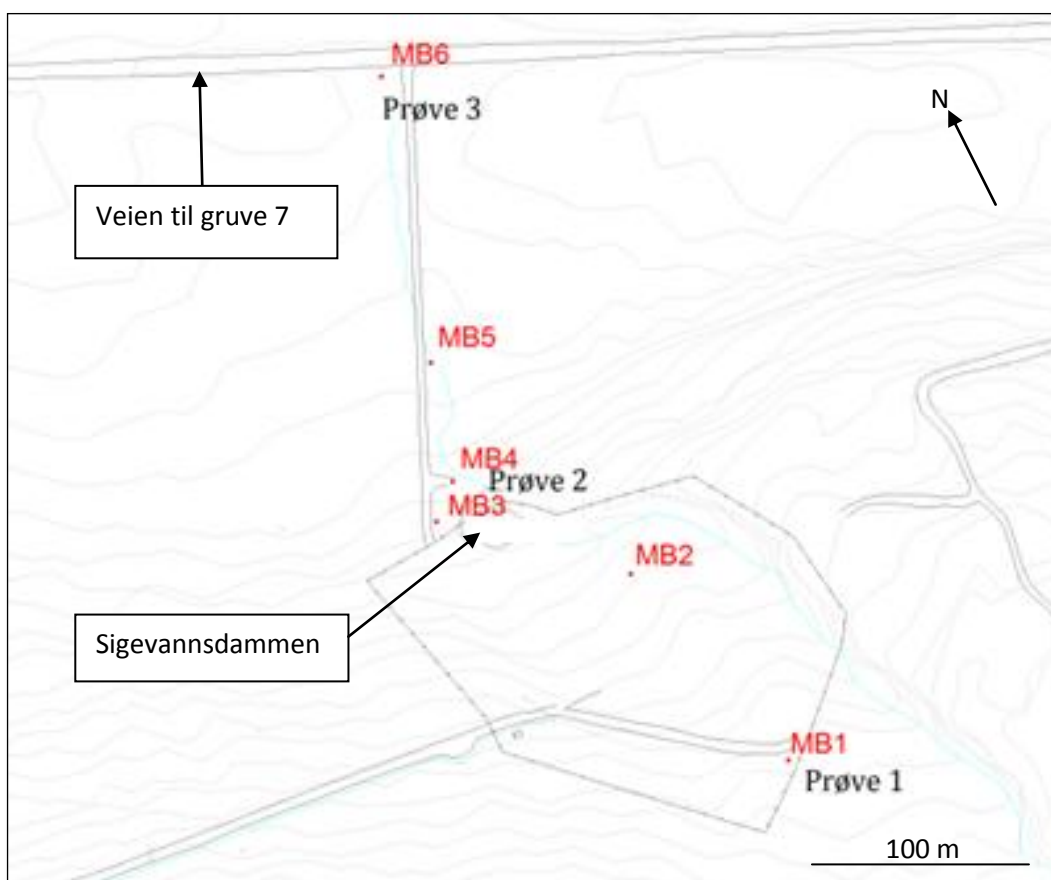 MB6
Prøve 3
N
Veien til gruve 7
MB5
MB4
Prøve 2
MB3
MB2
Sigevannsdammen
MB1
Prøve 1
100 m